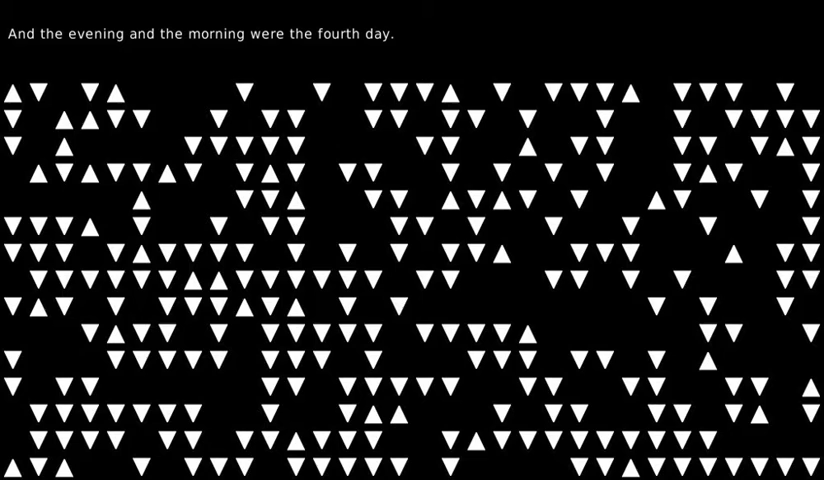 And the evening and the morning were the fourth day.